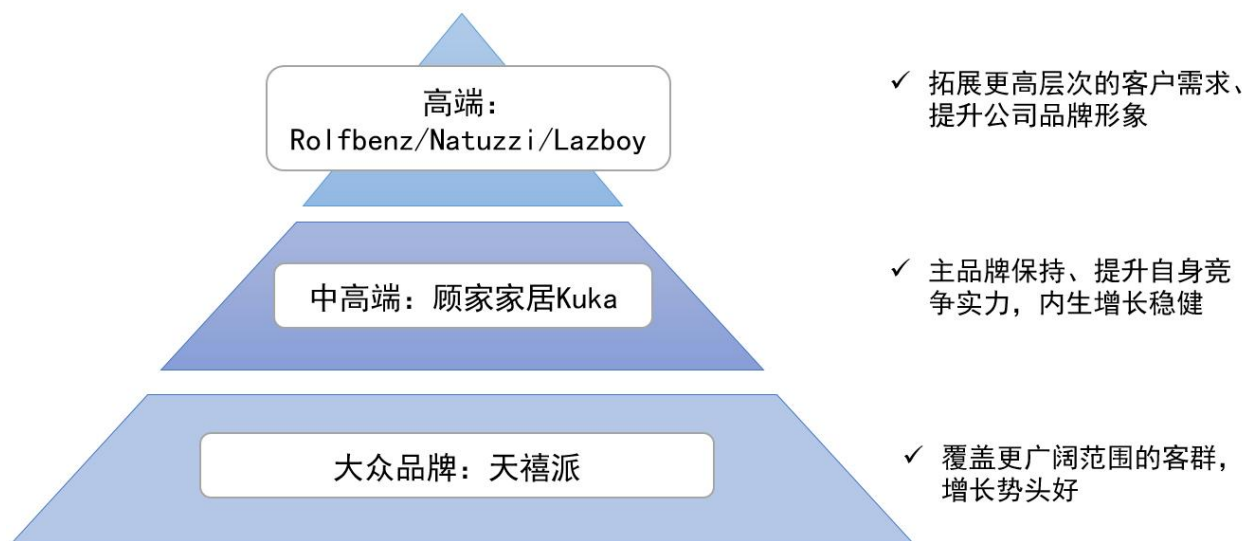 高端：
Rolfbenz/Natuzzi/Lazboy
✓ 拓展更高层次的客户需求、
提升公司品牌形象
中高端：顾家家居Kuka
✓ 主品牌保持、提升自身竞
争实力，内生增长稳健
大众品牌：天禧派
✓ 覆盖更广阔范围的客群，
增长势头好